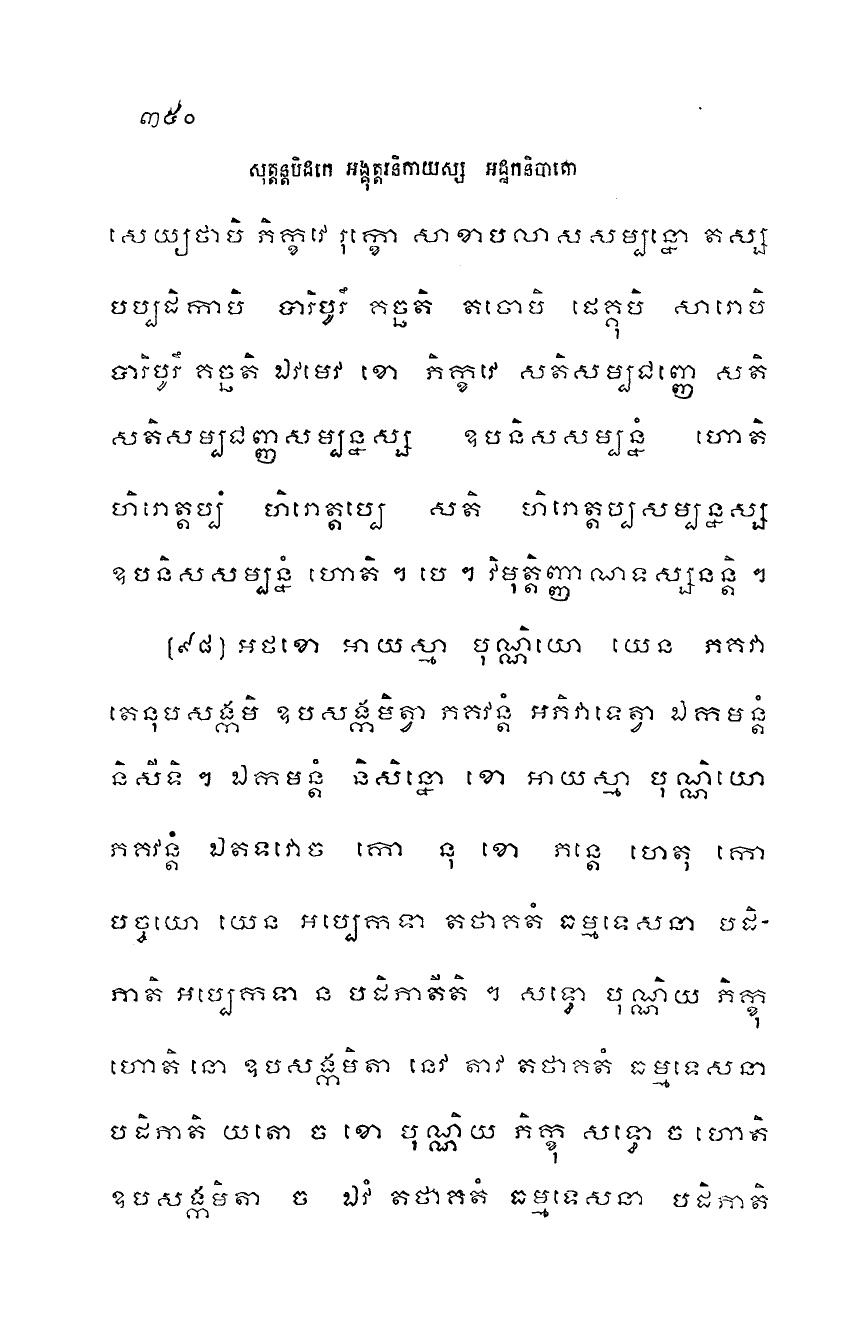 ៣៥០
សុត្តន្តបិដកេ អង្គុត្តរនិកាយស្ស អដ្ឋកនិបាតោ
សេយ្យថាបិ ភិក្ខវេ រុក្ខោ សាខាបលាសសម្បន្នោ តស្ស
បប្បដិកាបិ បារិបូរឹ គច្ឆតិ តចោបិ ផេគ្គុបិ សារោបិ
បារិបូរឹ គច្ឆតិ ឯវមេវ ខោ ភិក្ខវេ សតិសម្បជញ្ញេ សតិ
សតិសម្បជញ្ញសម្បន្នស្ស ឧបនិសសម្បន្នំ ហោតិ
ហិរោត្តប្បំ ហិរោត្តប្បេ សតិ ហិរោត្តប្បសម្បន្នស្ស
ឧបនិសសម្បន្នំ ហោតិ ៗ បេ ៗ វិមុត្តិញ្ញាណទស្សនន្តិ ៗ
[៩៨] អថខោ អាយស្មា បុណ្ណិយោ យេន ភគវា
តេនុបសង្កមិ ឧបសង្កមិត្វា ភគវន្តំ អភិវាទេត្វា ឯកមន្តំ
និសីទិ ៗ ឯកមន្តំ និសិន្នោ ខោ អាយស្មា បុណ្ណិយោ
ភគវន្តំ ឯតទវោច កោ នុ ខោ ភន្តេ ហេតុ កោ
បច្ចយោ យេន អប្បេកទា តថាគតំ ធម្មទេសនា បដិ-
ភាតិ អប្បេកទា ន បដិភាតីតិ ៗ សទ្ធោ បុណ្ណិយ ភិក្ខុ
ហោតិ នោ ឧបសង្កមិតា នេវ តាវ តថាគតំ ធម្មទេសនា
បដិភាតិ យតោ ច ខោ បុណ្ណិយ ភិក្ខុ សទ្ធោ ច ហោតិ
ឧបសង្កមិតា ច ឯវំ តថាគតំ ធម្មទេសនា បដិភាតិ